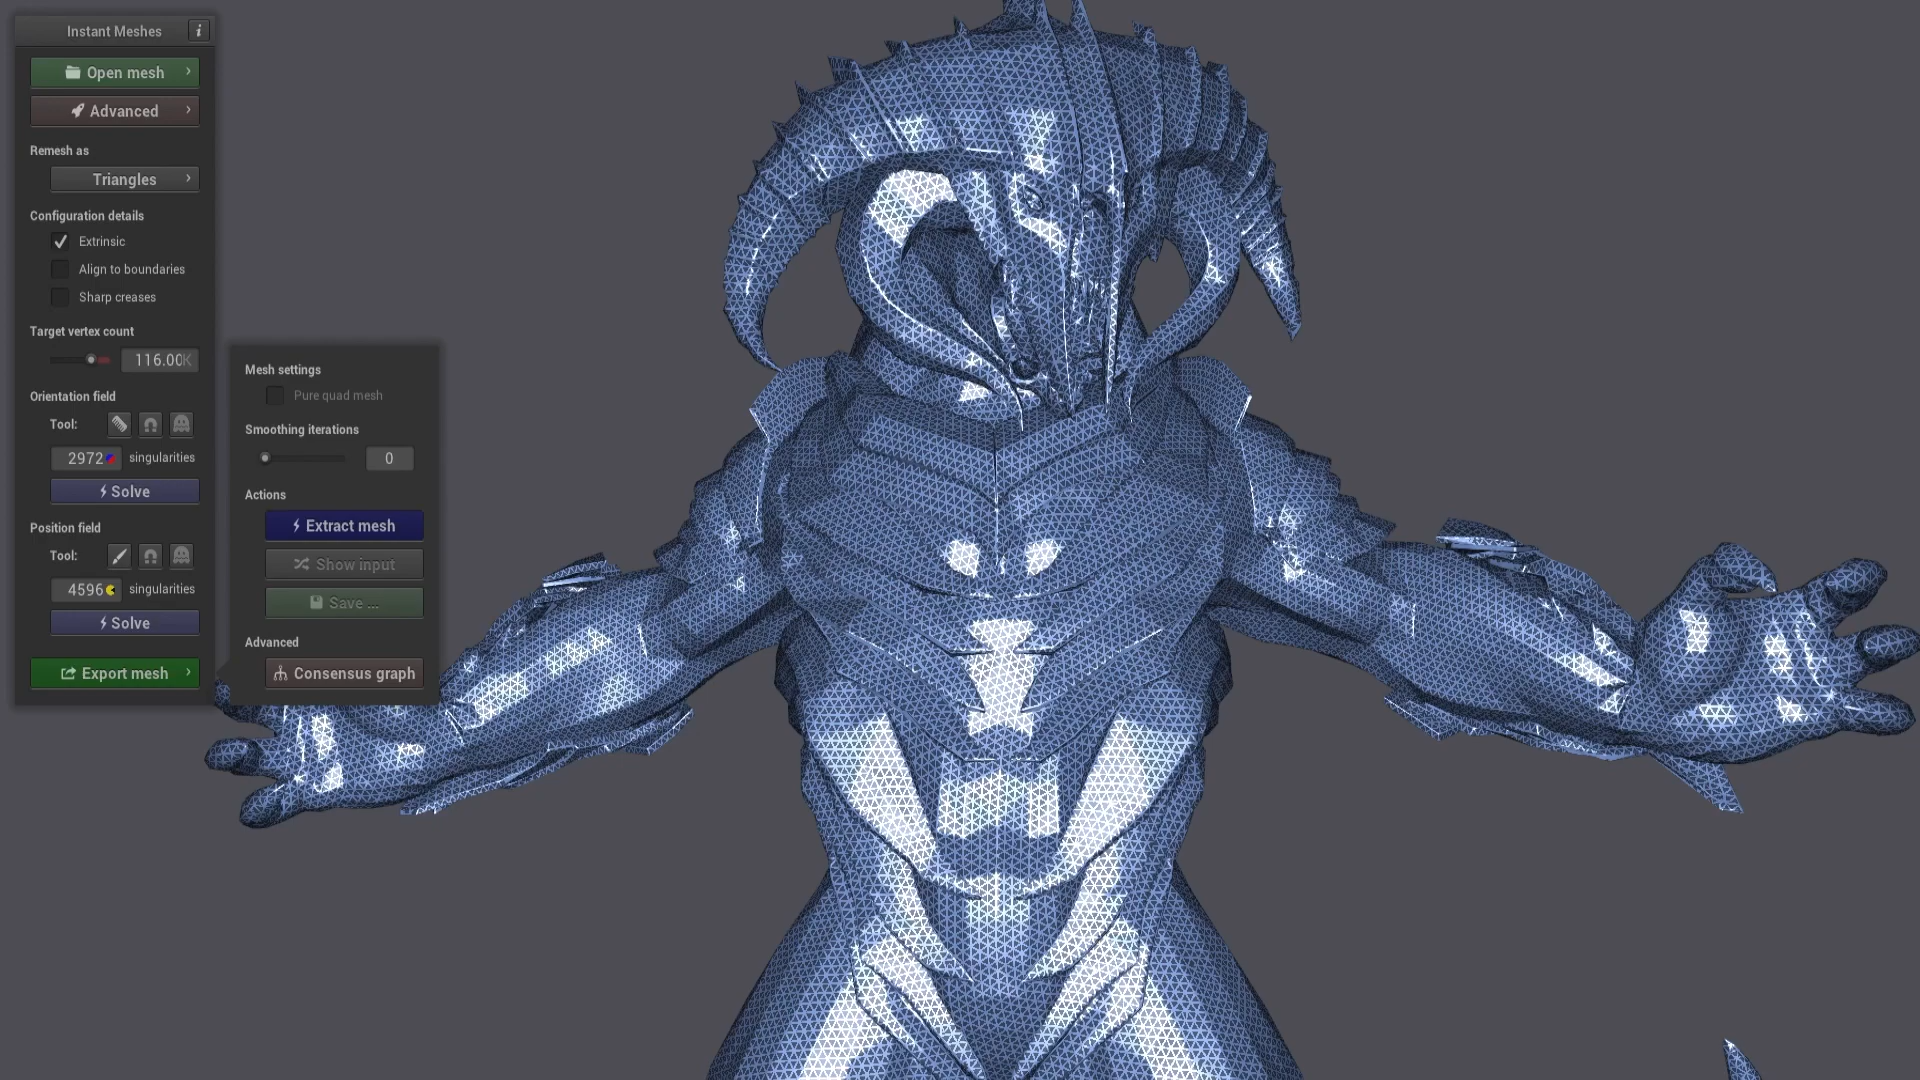 Instant Meshes
i
Open mesh
Advanced
Remesh as
Triangles
Configuration details
Extrinsic
Align to boundaries
Sharp creases
Target vertex count
116.00K
Orientation field
Tool:
2972 singularities
Solve
Position field
Tool:
4596 singularities
Solve
Export mesh
Mesh settings
Pure quad mesh
Smoothing iterations
0
Actions
Extract mesh
Show input
Save ...
Advanced
Consensus graph